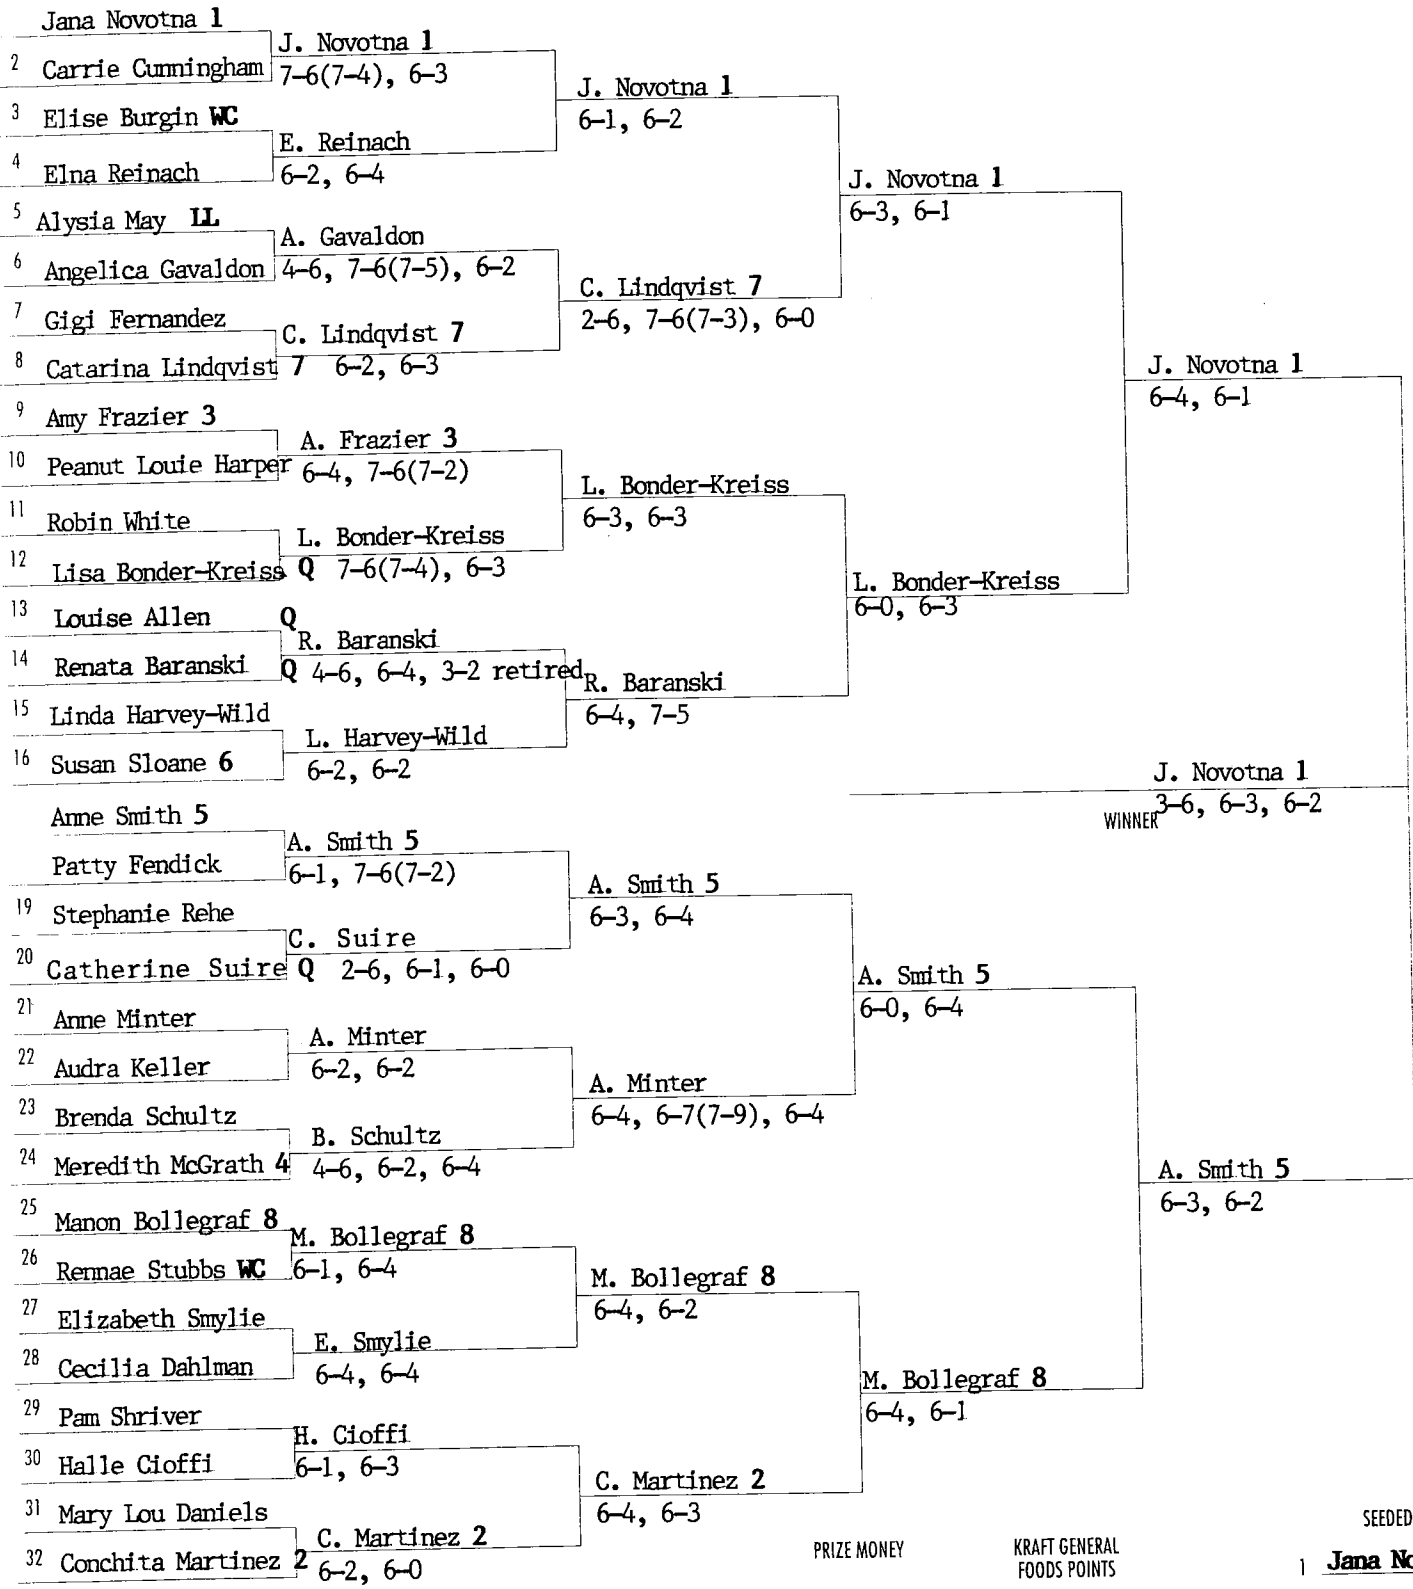 Jana Novotna 1
2 Carrie Cunningham
3 Elise Burgin WC
4 Elna Reinach
5 Alysia May LL
6 Angelica Gavaldon
7 Gigi Fernandez
8 Catarina Lindqvist 7
9 Amy Frazier 3
10 Peanut Louie Harper
11 Robin White
12 Lisa Bonder-Kreiss Q
13 Louise Allen Q
14 Renata Baranski Q
15 Linda Harvey-Wild
16 Susan Sloane 6
Anne Smith 5
Patty Fendick
19 Stephanie Rehe
20 Catherine Suire Q
21 Anne Minter
22 Audra Keller
23 Brenda Schultz
24 Meredith McGrath 4
25 Manon Bollegraf 8
26 Rennae Stubbs WC
27 Elizabeth Smylie
28 Cecilia Dahlman
29 Pam Shriver
30 Halle Cioffi
31 Mary Lou Daniels
32 Conchita Martinez 2
J. Novotna 1
7-6(7-4), 6-3
E. Reinach
6-2, 6-4
A. Gavaldon
4-6, 7-6(7-5), 6-2
C. Lindqvist 7
6-2, 6-3
A. Frazier 3
6-4, 7-6(7-2)
L. Bonder-Kreiss
7-6(7-4), 6-3
R. Baranski
4-6, 6-4, 3-2 retired
L. Harvey-Wild
6-2, 6-2
A. Smith 5
6-1, 7-6(7-2)
C. Suire
2-6, 6-1, 6-0
A. Minter
6-2, 6-2
B. Schultz
4-6, 6-2, 6-4
M. Bollegraf 8
6-1, 6-4
E. Smylie
6-4, 6-4
H. Cioffi
6-1, 6-3
C. Martinez 2
6-2, 6-0
J. Novotna 1
6-1, 6-2
C. Lindqvist 7
2-6, 7-6(7-3), 6-0
L. Bonder-Kreiss
6-3, 6-3
R. Baranski
6-4, 7-5
A. Smith 5
6-3, 6-4
A. Minter
6-4, 6-7(7-9), 6-4
M. Bollegraf 8
6-4, 6-2
C. Martinez 2
6-4, 6-3
J. Novotna 1
6-3, 6-1
L. Bonder-Kreiss
6-0, 6-3
A. Smith 5
6-0, 6-4
M. Bollegraf 8
6-4, 6-1
J. Novotna 1
6-4, 6-1
A. Smith 5
6-3, 6-2
J. Novotna 1
WINNER 3-6, 6-3, 6-2
PRIZE MONEY
KRAFT GENERAL
FOODS POINTS
SEEDED
1 Jana No